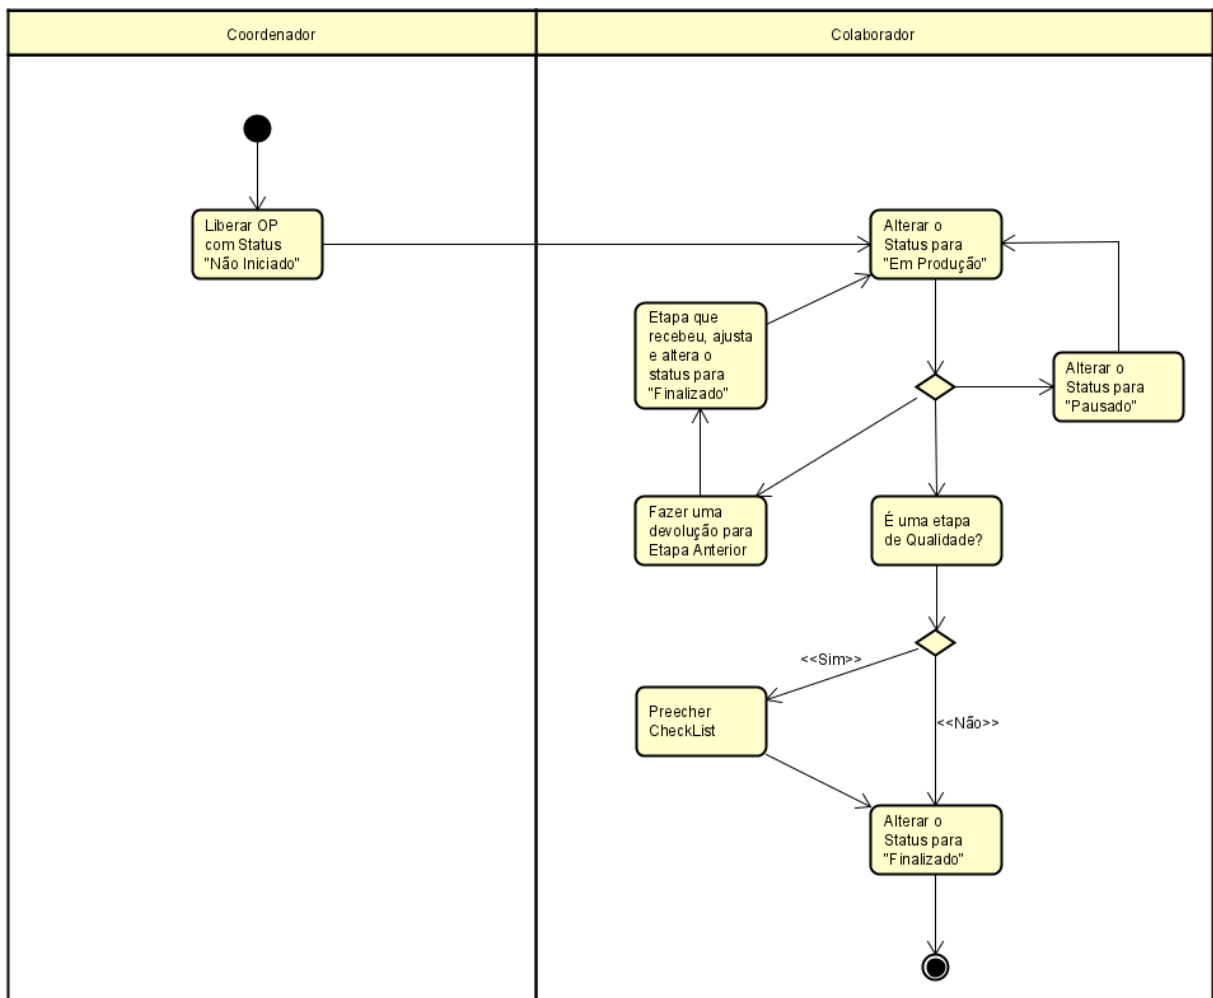 Coordenador
Colaborador
Liberar OP
com Status
"Não Iniciado"
Alterar o
Status para
"Em Produção"
Etapa que
recebeu, ajusta
e altera o
status para
"Finalizado"
Alterar o
Status para
"Pausado"
Fazer uma
devolução para
Etapa Anterior
É uma etapa
de Qualidade?
<<Sim>>
Preecher
CheckList
<<Não>>
Alterar o
Status para
"Finalizado"